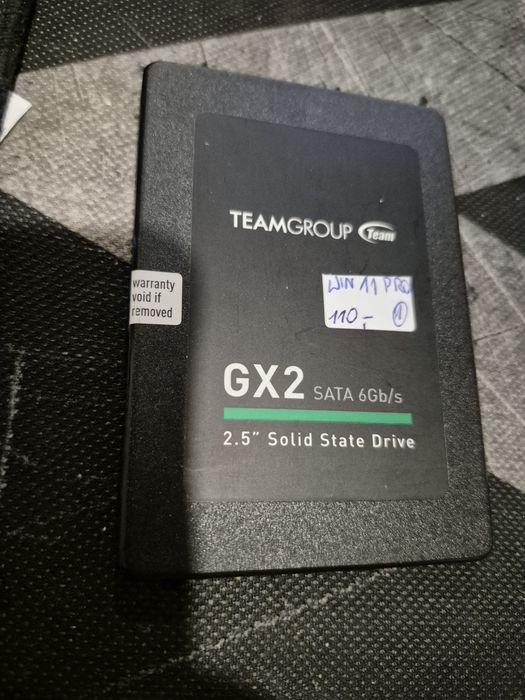 TEAMGROUP Team
warranty
void if
removed
WIN 11 PRO
110,- 1
GX2 SATA 6Gb/s
2.5" Solid State Drive